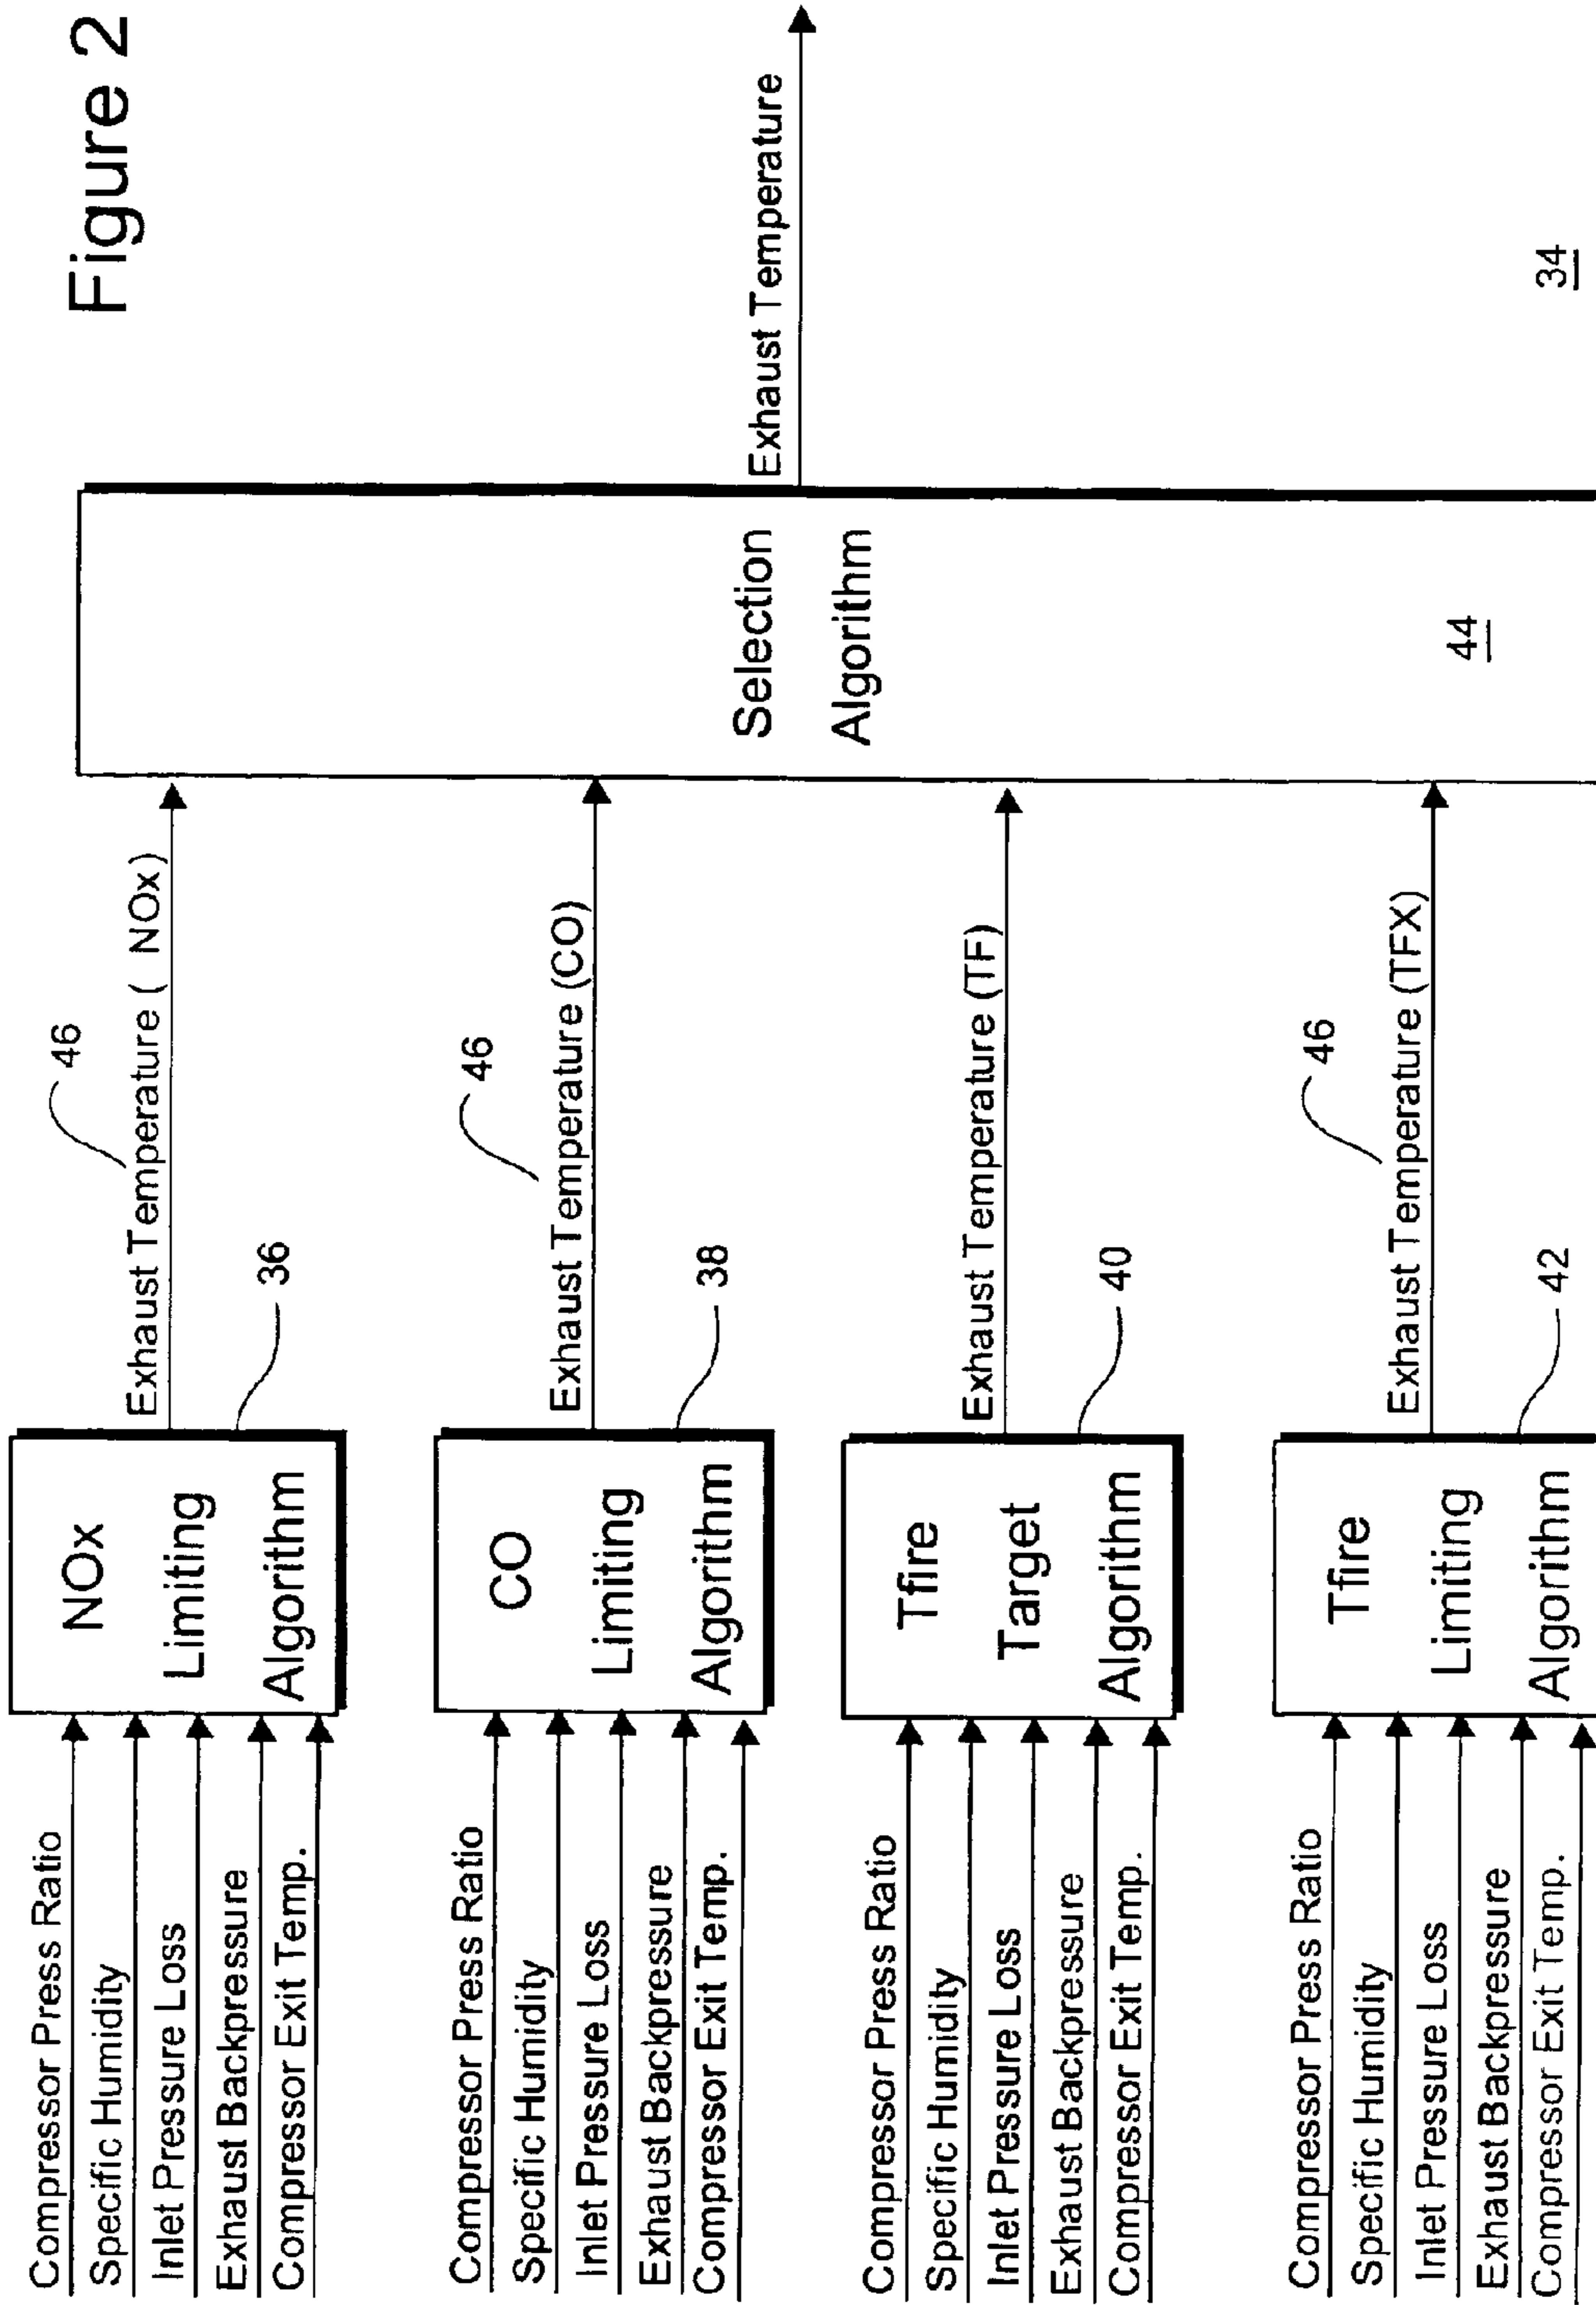 Figure 2
Compressor Press Ratio
Specific Humidity
Inlet Pressure Loss
Exhaust Backpressure
Compressor Exit Temp.
NOx
Limiting
Algorithm
36
46
Exhaust Temperature ( NOx)
Compressor Press Ratio
Specific Humidity
Inlet Pressure Loss
Exhaust Backpressure
Compressor Exit Temp.
CO
Limiting
Algorithm
38
46
Exhaust Temperature (CO)
Compressor Press Ratio
Specific Humidity
Inlet Pressure Loss
Exhaust Backpressure
Compressor Exit Temp.
Tfire
Target
Algorithm
40
Exhaust Temperature (TF)
Compressor Press Ratio
Specific Humidity
Inlet Pressure Loss
Exhaust Backpressure
Compressor Exit Temp.
Tfire
Limiting
Algorithm
42
46
Exhaust Temperature (TFX)
Selection
Algorithm
44
Exhaust Temperature
34